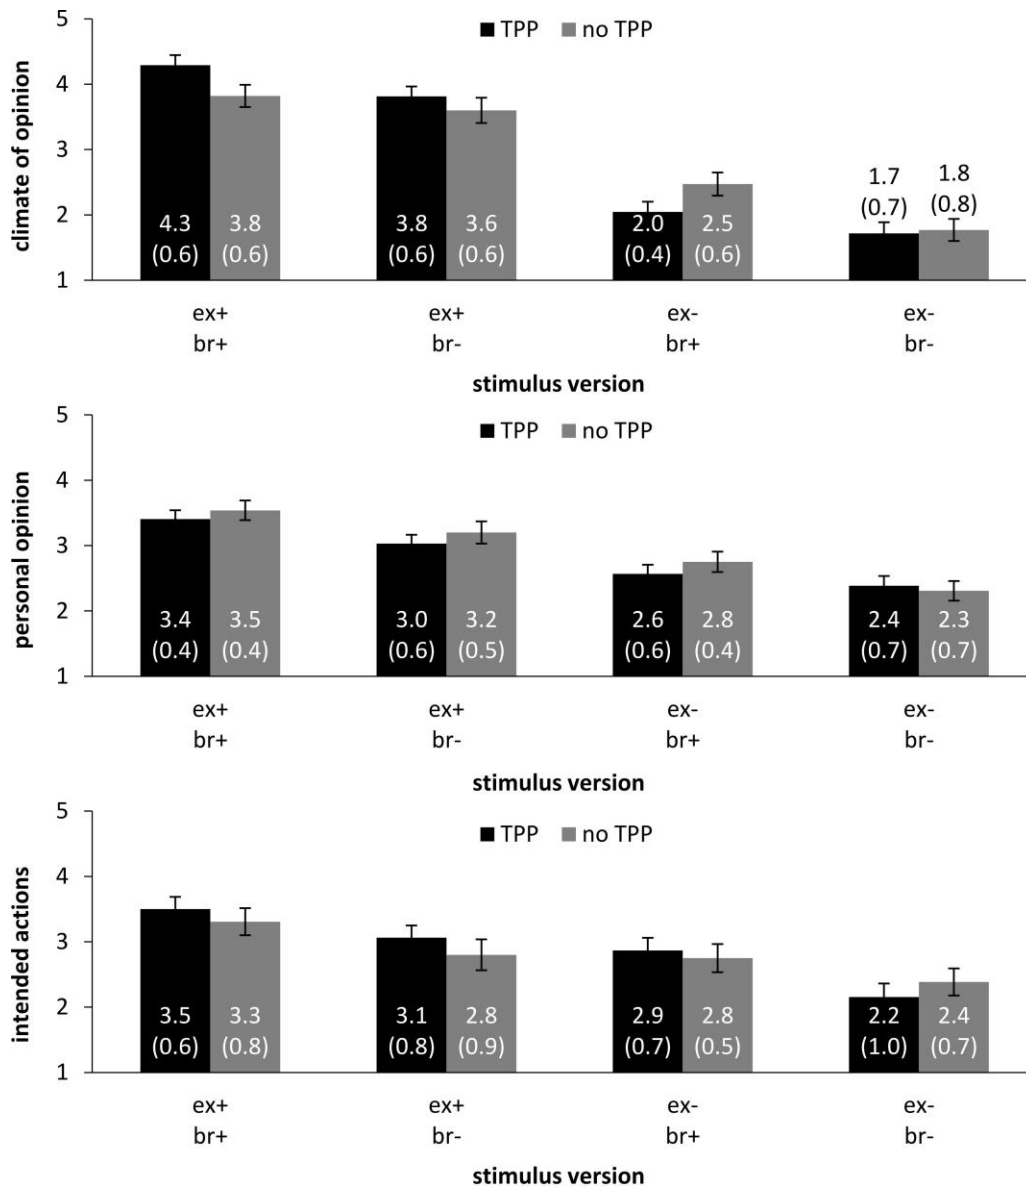 5
TPP no TPP
4
3
2
1
climate of opinion
4.3 3.8 3.8 3.6 2.0 2.5 1.7 1.8
(0.6) (0.6) (0.6) (0.6) (0.4) (0.6) (0.7) (0.8)
ex+ ex+ ex- ex-
br+ br- br+ br-
stimulus version
5
TPP no TPP
4
3
2
1
personal opinion
3.4 3.5 3.0 3.2 2.6 2.8 2.4 2.3
(0.4) (0.4) (0.6) (0.5) (0.6) (0.4) (0.7) (0.7)
ex+ ex+ ex- ex-
br+ br- br+ br-
stimulus version
5
TPP no TPP
4
3
2
1
intended actions
3.5 3.3 3.1 2.8 2.9 2.8 2.2 2.4
(0.6) (0.8) (0.8) (0.9) (0.7) (0.5) (1.0) (0.7)
ex+ ex+ ex- ex-
br+ br- br+ br-
stimulus version